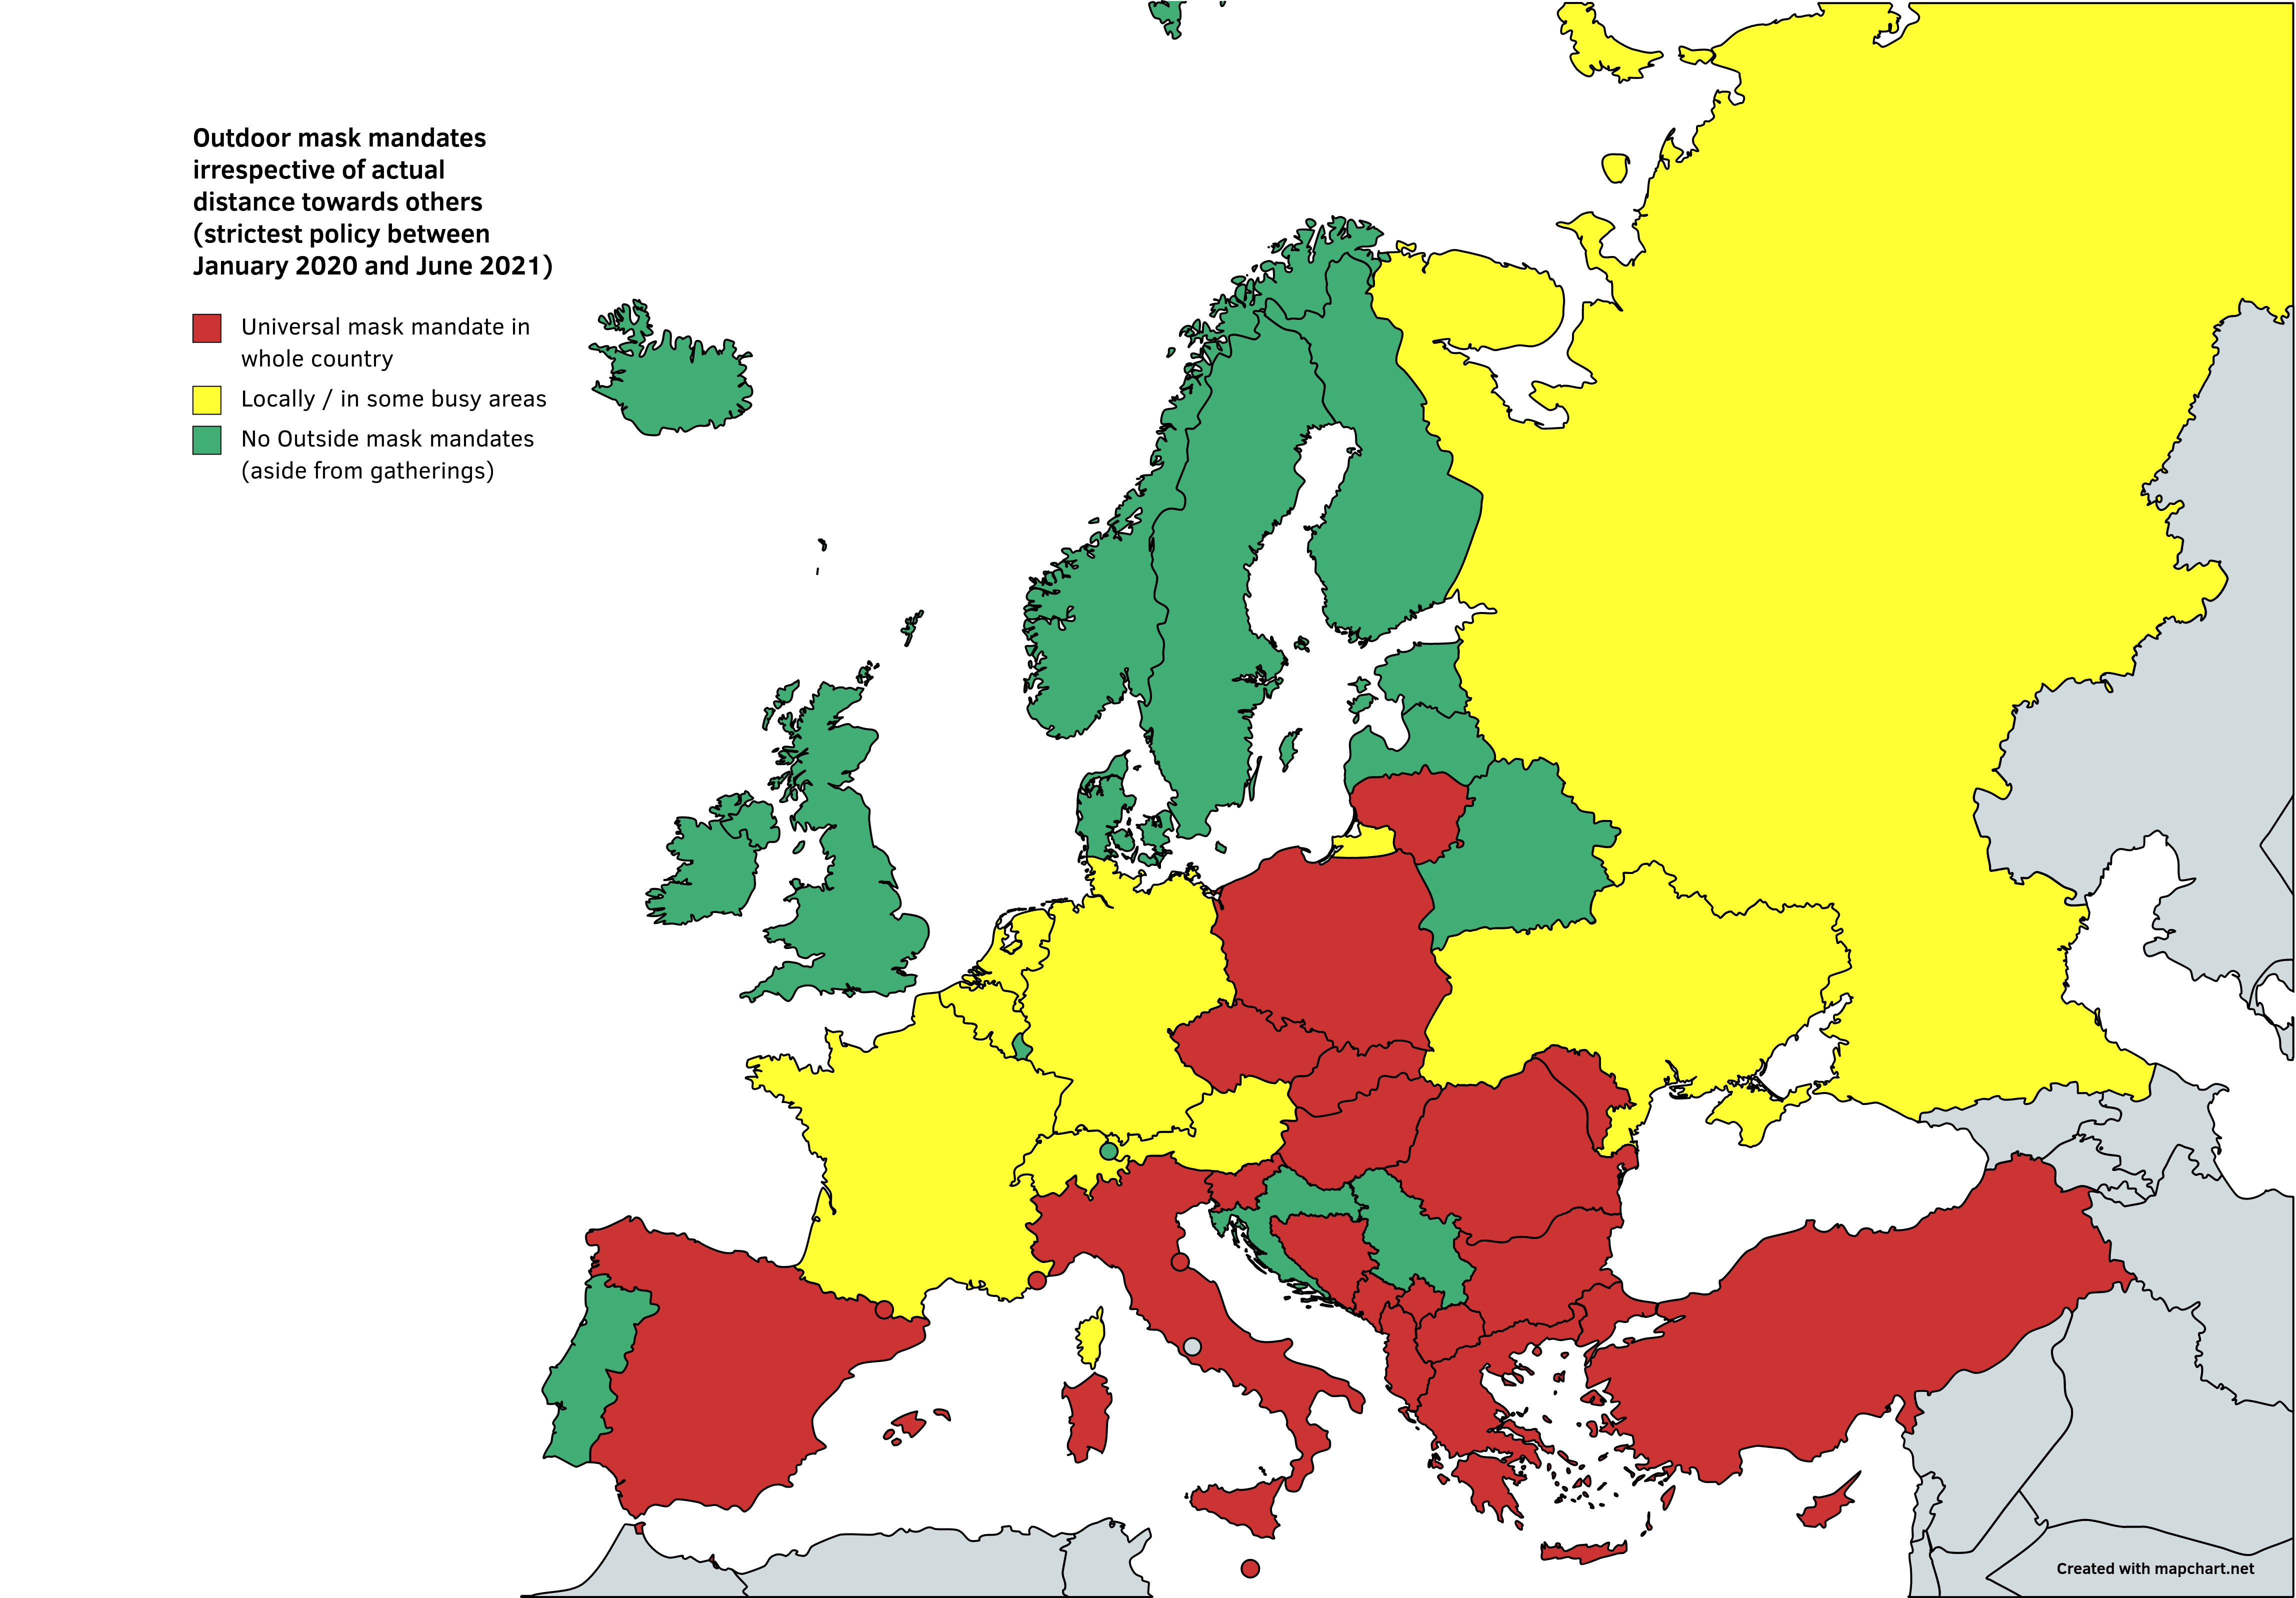 Outdoor mask mandates
irrespective of actual
distance towards others
(strictest policy between
January 2020 and June 2021)
Universal mask mandate in
whole country
Locally / in some busy areas
No Outside mask mandates
(aside from gatherings)
Created with mapchart.net